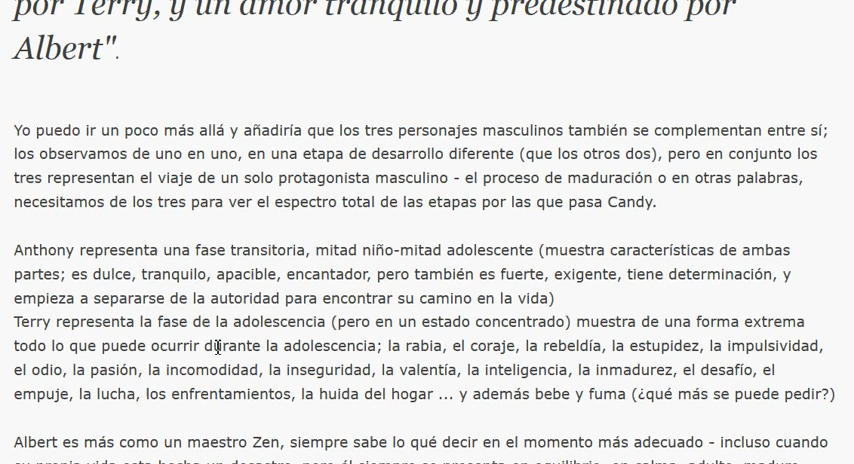 por Terry, y un amor tranquilo y predestinado por
Albert".
Yo puedo ir un poco más allá y añadiría que los tres personajes masculinos también se complementan entre sí;
los observamos de uno en uno, en una etapa de desarrollo diferente (que los otros dos), pero en conjunto los
tres representan el viaje de un solo protagonista masculino - el proceso de maduración o en otras palabras,
necesitamos de los tres para ver el espectro total de las etapas por las que pasa Candy.
Anthony representa una fase transitoria, mitad niño-mitad adolescente (muestra características de ambas
partes; es dulce, tranquilo, apacible, encantador, pero también es fuerte, exigente, tiene determinación, y
empieza a separarse de la autoridad para encontrar su camino en la vida)
Terry representa la fase de la adolescencia (pero en un estado concentrado) muestra de una forma extrema
todo lo que puede ocurrir durante la adolescencia; la rabia, el coraje, la rebeldía, la estupidez, la impulsividad,
el odio, la pasión, la incomodidad, la inseguridad, la valentía, la inteligencia, la inmadurez, el desafío, el
empuje, la lucha, los enfrentamientos, la huida del hogar ... y además bebe y fuma (¿qué más se puede pedir?)
Albert es más como un maestro Zen, siempre sabe lo qué decir en el momento más adecuado - incluso cuando